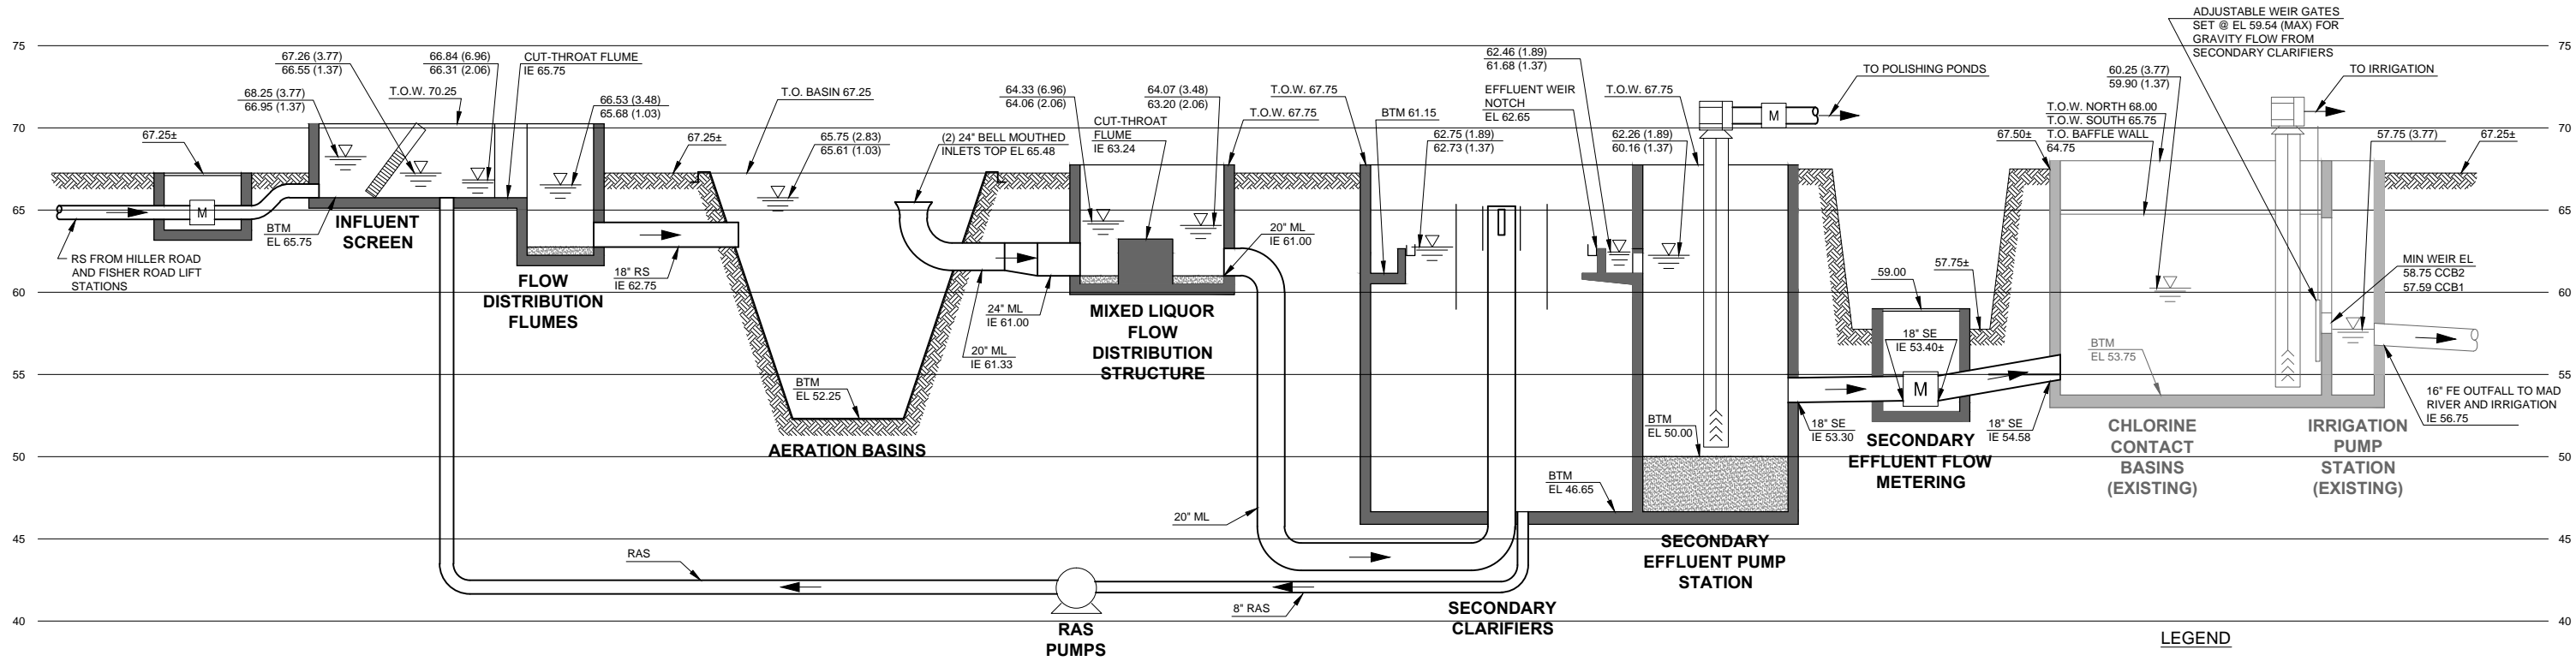 75
70
65
60
55
50
45
40
67.25±
RS FROM HILLER ROAD
AND FISHER ROAD LIFT
STATIONS
M
68.25 (3.77)
66.95 (1.37)
67.26 (3.77)
66.55 (1.37)
T.O.W. 70.25
66.84 (6.96)
66.31 (2.06)
CUT-THROAT FLUME
IE 65.75
BTM
EL 65.75
INFLUENT
SCREEN
66.53 (3.48)
65.68 (1.03)
FLOW
DISTRIBUTION
FLUMES
18" RS
IE 62.75
67.25±
T.O. BASIN 67.25
65.75 (2.83)
65.61 (1.03)
BTM
EL 52.25
AERATION BASINS
(2) 24" BELL MOUTHED
INLETS TOP EL 65.48
20" ML
IE 61.33
24" ML
IE 61.00
64.33 (6.96)
64.06 (2.06)
CUT-THROAT
FLUME
IE 63.24
64.07 (3.48)
63.20 (2.06)
T.O.W. 67.75
20" ML
IE 61.00
MIXED LIQUOR
FLOW
DISTRIBUTION
STRUCTURE
T.O.W. 67.75
20" ML
RAS
8" RAS
RAS
PUMPS
BTM 61.15
62.75 (1.89)
62.73 (1.37)
62.46 (1.89)
61.68 (1.37)
EFFLUENT WEIR
NOTCH
EL 62.65
BTM
EL 46.65
SECONDARY
CLARIFIERS
T.O.W. 67.75
62.26 (1.89)
60.16 (1.37)
M
TO POLISHING PONDS
BTM
EL 50.00
SECONDARY
EFFLUENT PUMP
STATION
18" SE
IE 53.30
59.00
57.75±
18" SE
IE 53.40±
M
SECONDARY
EFFLUENT FLOW
METERING
18" SE
IE 54.58
67.50±
T.O.W. NORTH 68.00
T.O.W. SOUTH 65.75
T.O. BAFFLE WALL
64.75
60.25 (3.77)
59.90 (1.37)
ADJUSTABLE WEIR GATES
SET @ EL 59.54 (MAX) FOR
GRAVITY FLOW FROM
SECONDARY CLARIFIERS
TO IRRIGATION
57.75 (3.77)
67.25±
MIN WEIR EL
58.75 CCB2
57.59 CCB1
BTM
EL 53.75
CHLORINE
CONTACT
BASINS
(EXISTING)
IRRIGATION
PUMP
STATION
(EXISTING)
16" FE OUTFALL TO MAD
RIVER AND IRRIGATION
IE 56.75
75
70
65
60
55
50
45
40
LEGEND